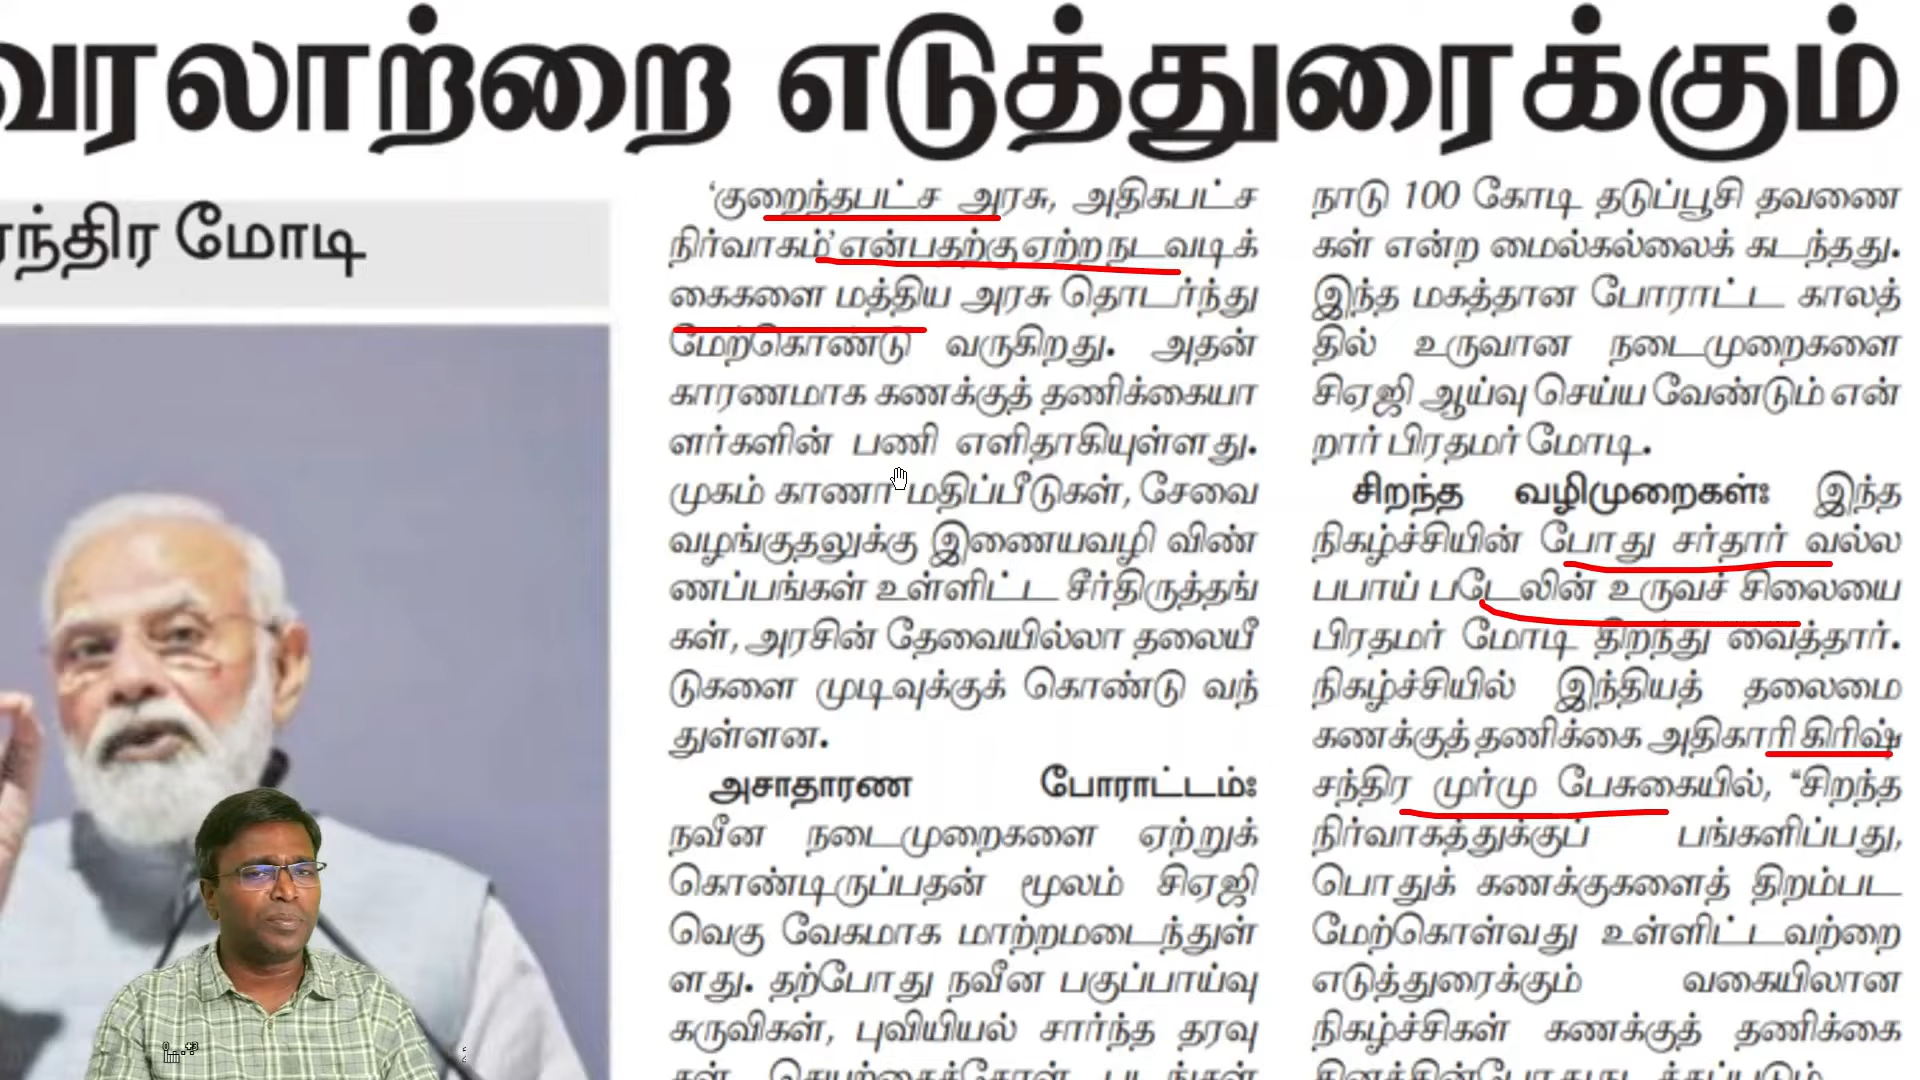 வரலாற்றை எடுத்துரைக்கும்
ரந்திர மோடி
‘குறைந்தபட்ச அரசு, அதிகபட்ச
நிர்வாகம்’ என்பதற்கு ஏற்ற நடவடிக்
கைகளை மத்திய அரசு தொடர்ந்து
மேற்கொண்டு வருகிறது. அதன்
காரணமாக கணக்குத் தணிக்கையா
ளர்களின் பணி எளிதாகியுள்ளது.
முகம் காணா மதிப்பீடுகள், சேவை
வழங்குதலுக்கு இணையவழி விண்
ணப்பங்கள் உள்ளிட்ட சீர்திருத்தங்
கள், அரசின் தேவையில்லா தலையீ
டுகளை முடிவுக்குக் கொண்டு வந்
துள்ளன.
அசாதாரண போராட்டம்:
நவீன நடைமுறைகளை ஏற்றுக்
கொண்டிருப்பதன் மூலம் சிஏஜி
வெகு வேகமாக மாற்றமடைந்துள்
ளது. தற்போது நவீன பகுப்பாய்வு
கருவிகள், புவியியல் சார்ந்த தரவு
கள், செயற்கைக்கோள் படங்கள்
நாடு 100 கோடி தடுப்பூசி தவணை
கள் என்ற மைல்கல்லைக் கடந்தது.
இந்த மகத்தான போராட்ட காலத்
தில் உருவான நடைமுறைகளை
சிஏஜி ஆய்வு செய்ய வேண்டும் என்
றார் பிரதமர் மோடி.
சிறந்த வழிமுறைகள்: இந்த
நிகழ்ச்சியின் போது சர்தார் வல்ல
பபாய் படேலின் உருவச் சிலையை
பிரதமர் மோடி திறந்து வைத்தார்.
நிகழ்ச்சியில் இந்தியத் தலைமை
கணக்குத் தணிக்கை அதிகாரி கிரிஷ்
சந்திர முர்மு பேசுகையில், “சிறந்த
நிர்வாகத்துக்குப் பங்களிப்பது,
பொதுக் கணக்குகளைத் திறம்பட
மேற்கொள்வது உள்ளிட்டவற்றை
எடுத்துரைக்கும் வகையிலான
நிகழ்ச்சிகள் கணக்குத் தணிக்கை